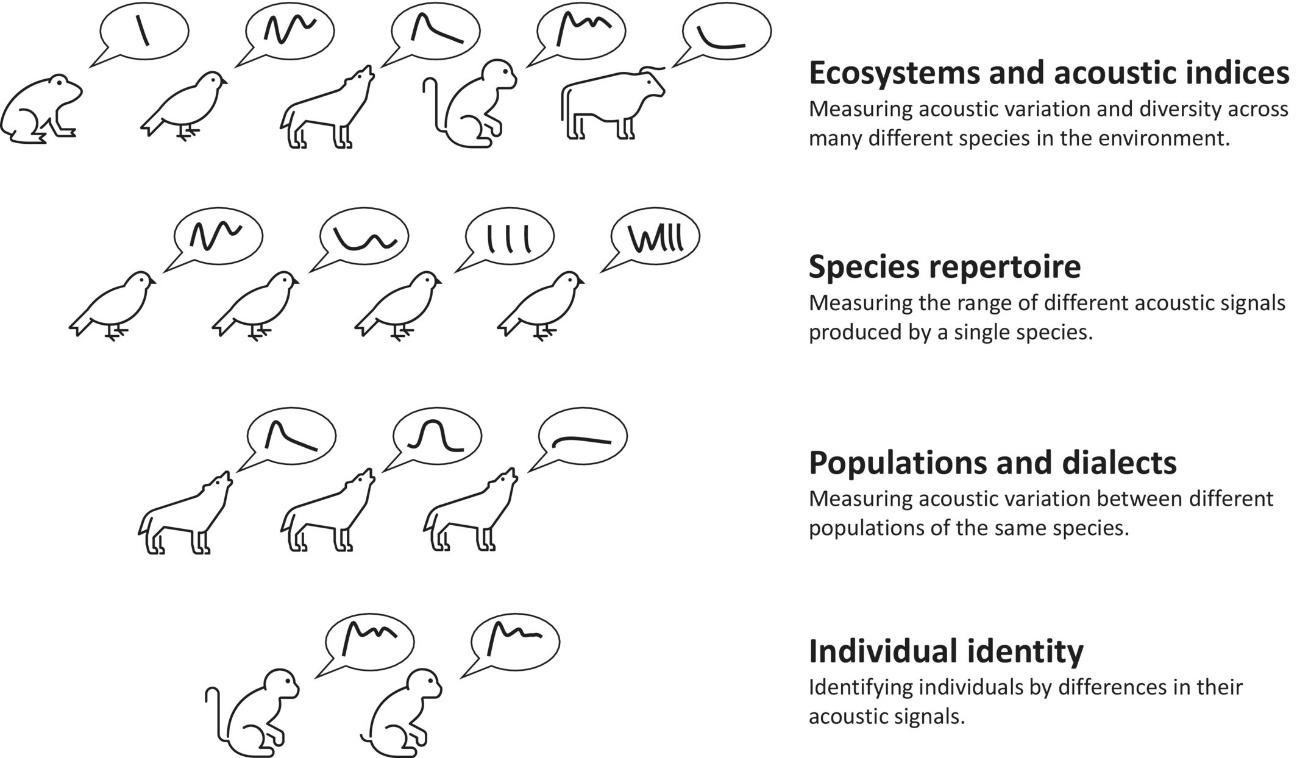 Ecosystems and acoustic indices
Measuring acoustic variation and diversity across
many different species in the environment.
Species repertoire
Measuring the range of different acoustic signals
produced by a single species.
Populations and dialects
Measuring acoustic variation between different
populations of the same species.
Individual identity
Identifying individuals by differences in their
acoustic signals.